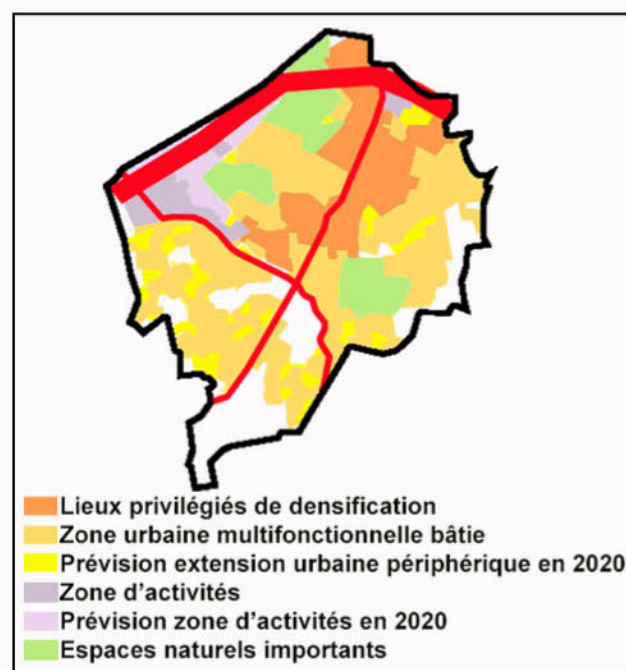 Lieux privilégiés de densification
Zone urbaine multifonctionnelle bâtie
Prévision extension urbaine périphérique en 2020
Zone d'activités
Prévision zone d'activités en 2020
Espaces naturels importants